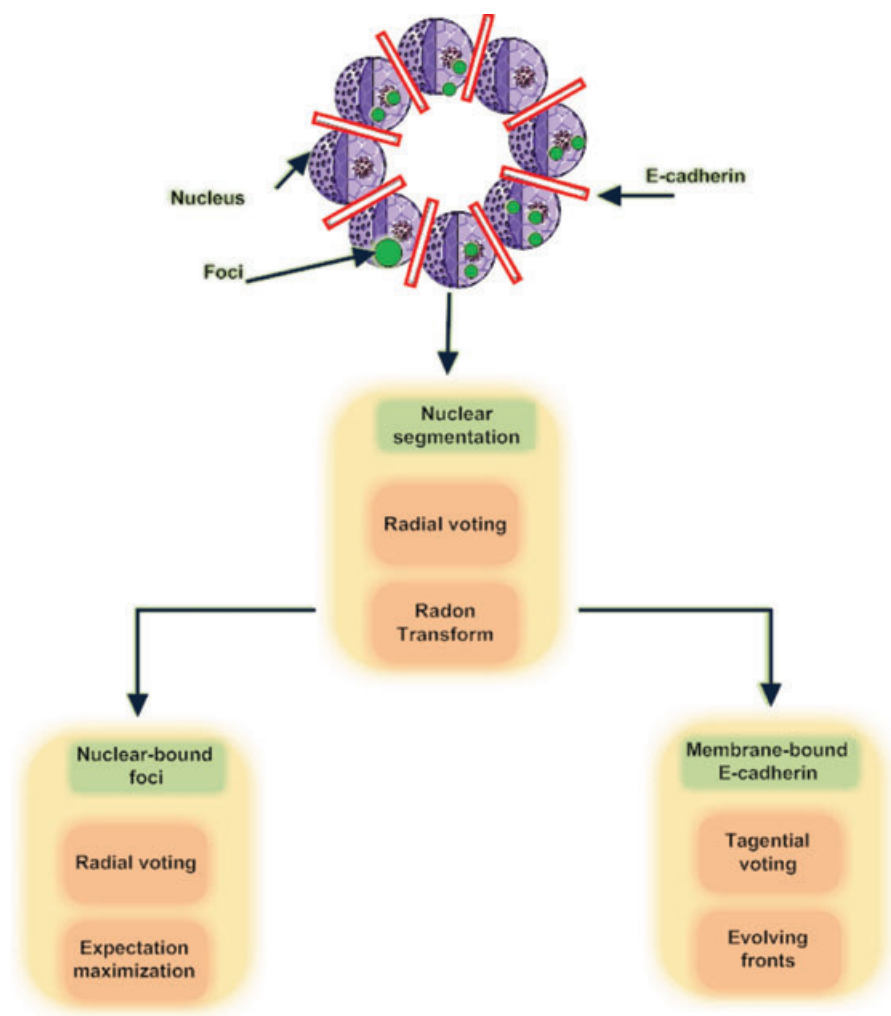 Nucleus
E-cadherin
Foci
Nuclear
segmentation
Radial voting
Radon
Transform
Nuclear-bound
foci
Radial voting
Expectation
maximization
Membrane-bound
E-cadherin
Tagential
voting
Evolving
fronts